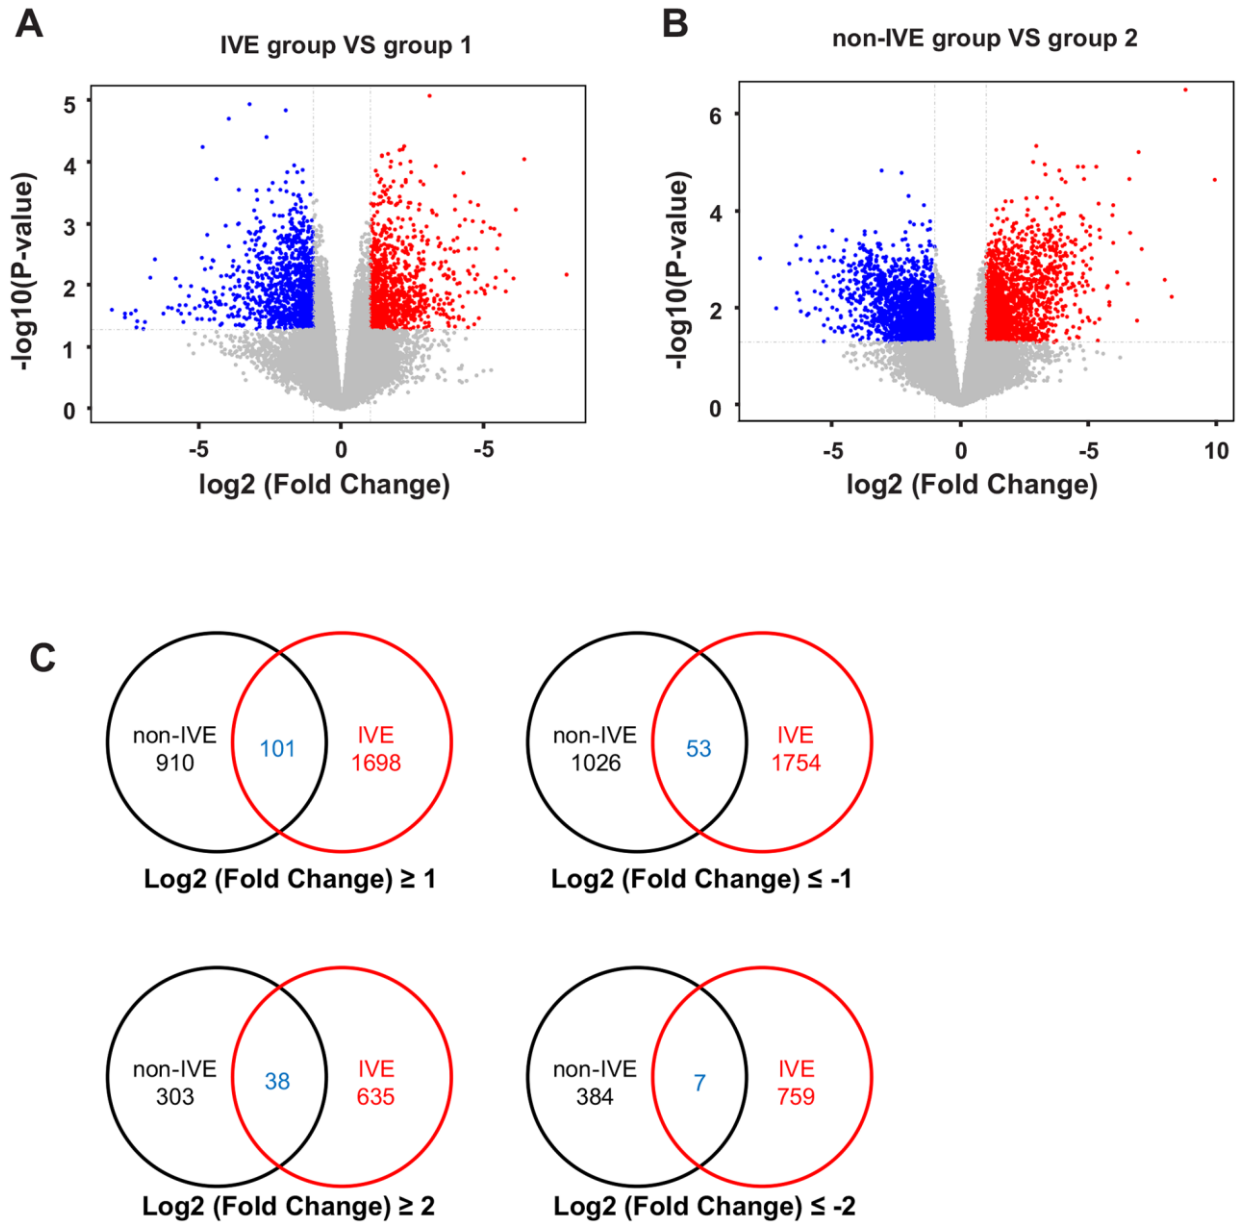 A
IVE group VS group 1
5
4
3
2
1
0
-log10(P-value)
-5
0
-5
log2 (Fold Change)
B
non-IVE group VS group 2
6
4
2
0
-log10(P-value)
-5
0
-5
10
log2 (Fold Change)
C
non-IVE
910
101
IVE
1698
Log2 (Fold Change) ≥ 1
non-IVE
1026
53
IVE
1754
Log2 (Fold Change) ≤ -1
non-IVE
303
38
IVE
635
Log2 (Fold Change) ≥ 2
non-IVE
384
7
IVE
759
Log2 (Fold Change) ≤ -2